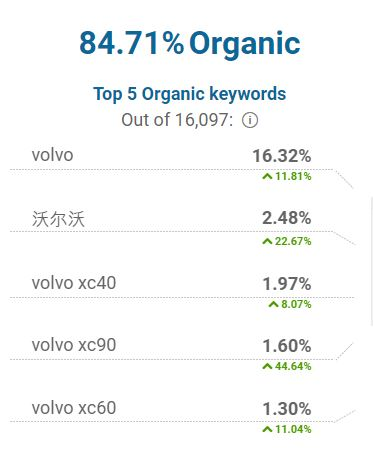 84.71% Organic
Top 5 Organic keywords
Out of 16,097:
volvo 16.32%
11.81%
沃尔沃 2.48%
22.67%
volvo xc40 1.97%
8.07%
volvo xc90 1.60%
44.64%
volvo xc60 1.30%
11.04%